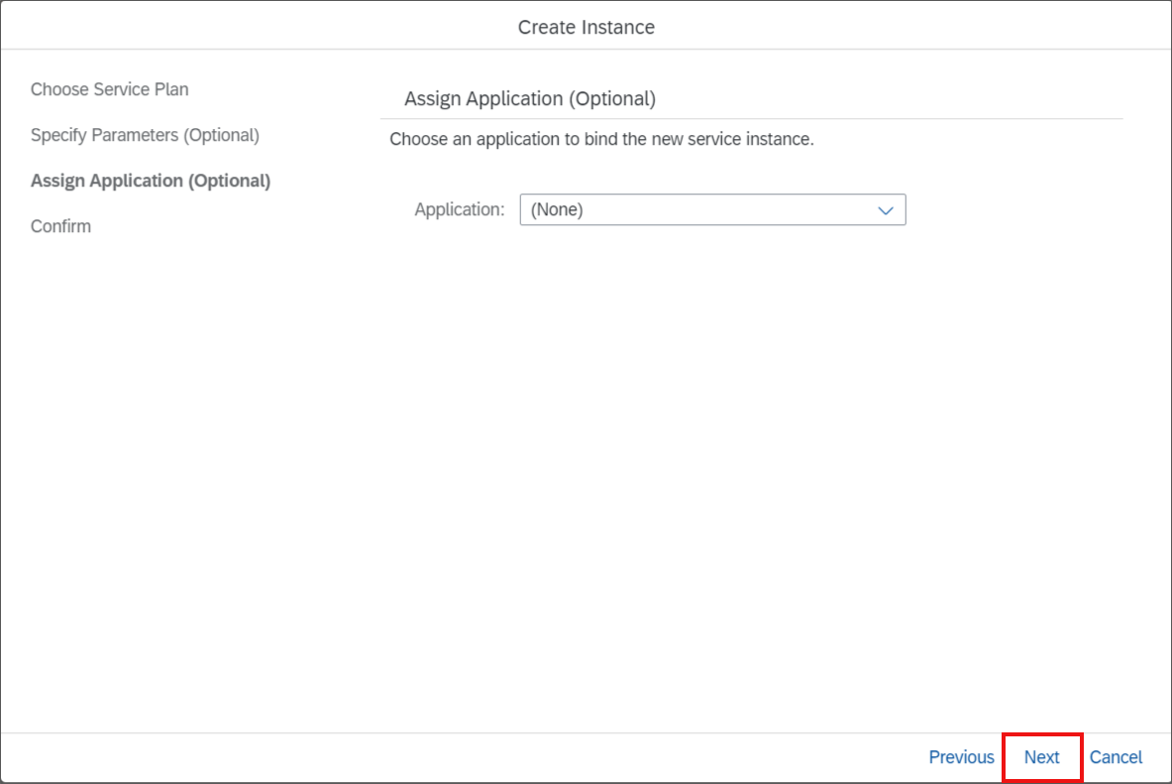 Create Instance
Choose Service Plan
Specify Parameters (Optional)
Assign Application (Optional)
Confirm
Assign Application (Optional)
Choose an application to bind the new service instance.
Application: (None)
Previous Next Cancel